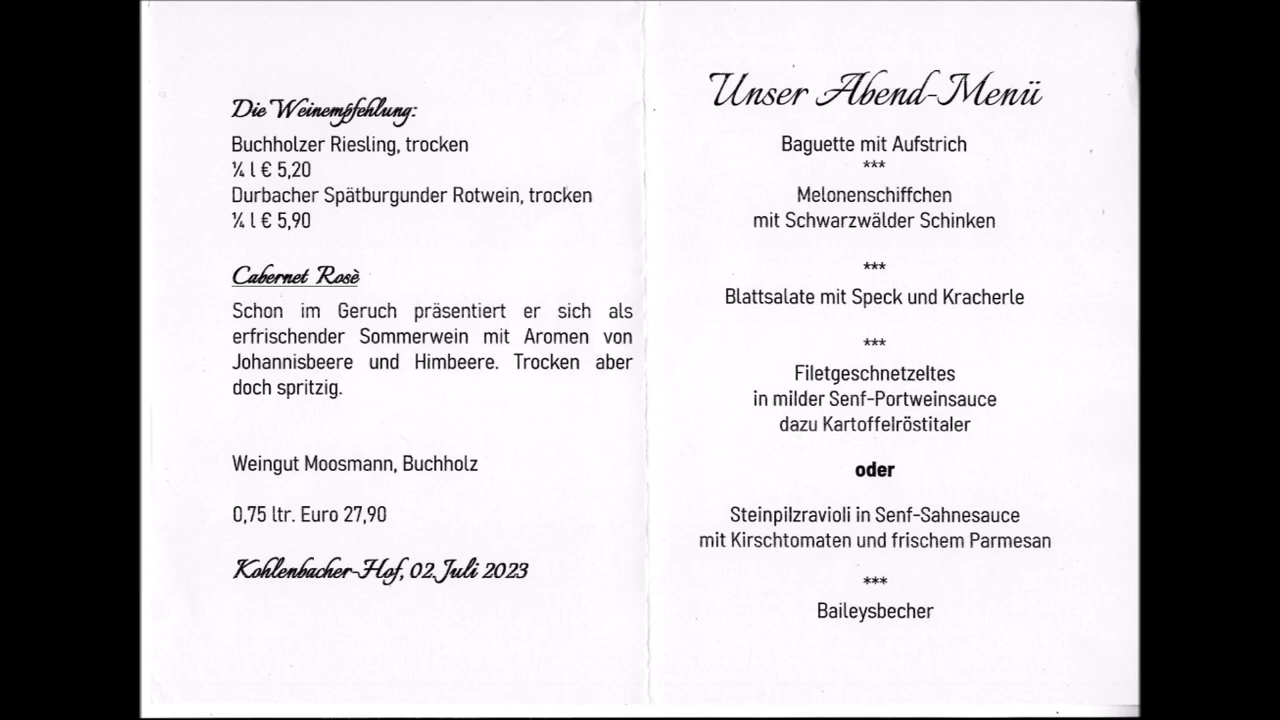 Die Weinempfehlung:
Buchholzer Riesling, trocken
¼ l € 5,20
Durbacher Spätburgunder Rotwein, trocken
¼ l € 5,90
Cabernet Rosè
Schon im Geruch präsentiert er sich als
erfrischender Sommerwein mit Aromen von
Johannisbeere und Himbeere. Trocken aber
doch spritzig.
Weingut Moosmann, Buchholz
0,75 ltr. Euro 27,90
Kohlenbacher-Hof, 02.Juli 2023
Unser Abend-Menü
Baguette mit Aufstrich
***
Melonenschiffchen
mit Schwarzwälder Schinken
***
Blattsalate mit Speck und Kracherle
***
Filetgeschnetzeltes
in milder Senf-Portweinsauce
dazu Kartoffelröstitaler
oder
Steinpilzravioli in Senf-Sahnesauce
mit Kirschtomaten und frischem Parmesan
***
Baileysbecher